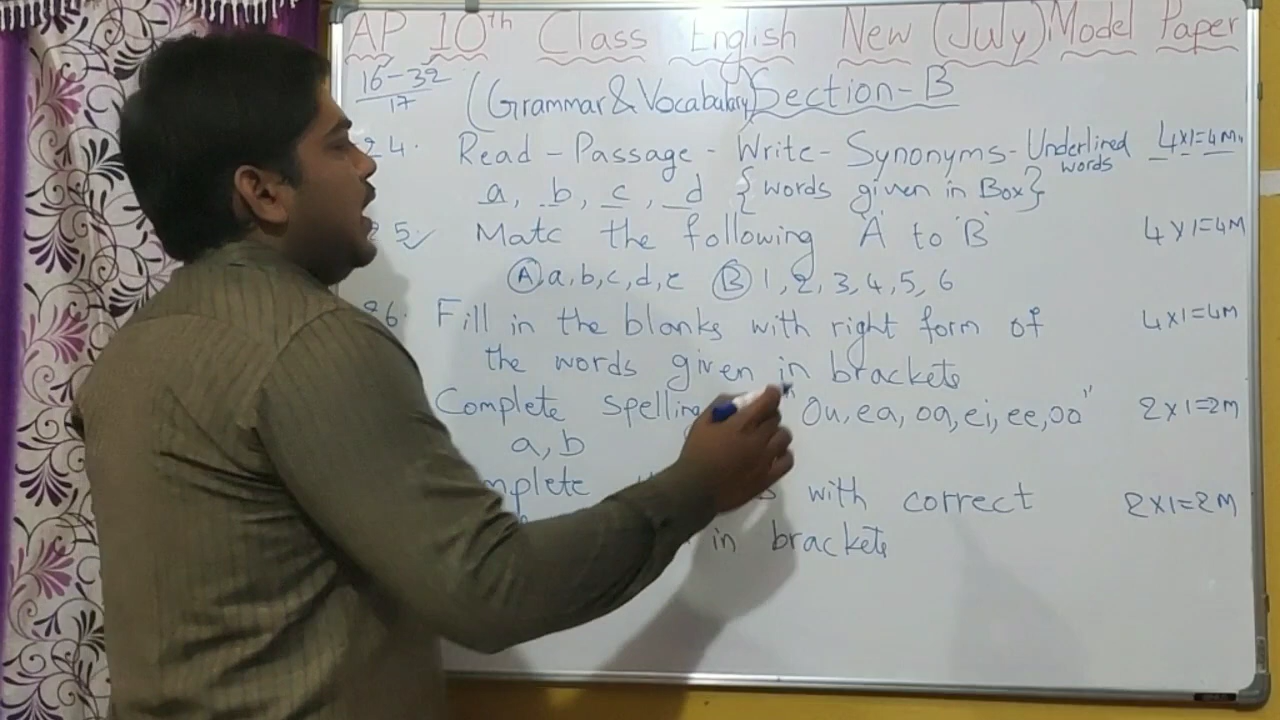 AP 10th Class English New (July) Model Paper
16-32
17
(Grammar & Vocabulary) Section-B
24. Read - Passage - Write - Synonyms - Underlined words 4x1=4M.
a, b, c, d {words given in Box}
5. Matc the following 'A' to 'B' 4x1=4M
(A) a, b, c, d, e (B) 1, 2, 3, 4, 5, 6
26. Fill in the blanks with right form of 4x1=4M
the words given in brackets
Complete Spelling "Ou, ea, oa, ei, ee, oo" 2x1=2M
a, b
mplete with correct 2x1=2M
in brackets